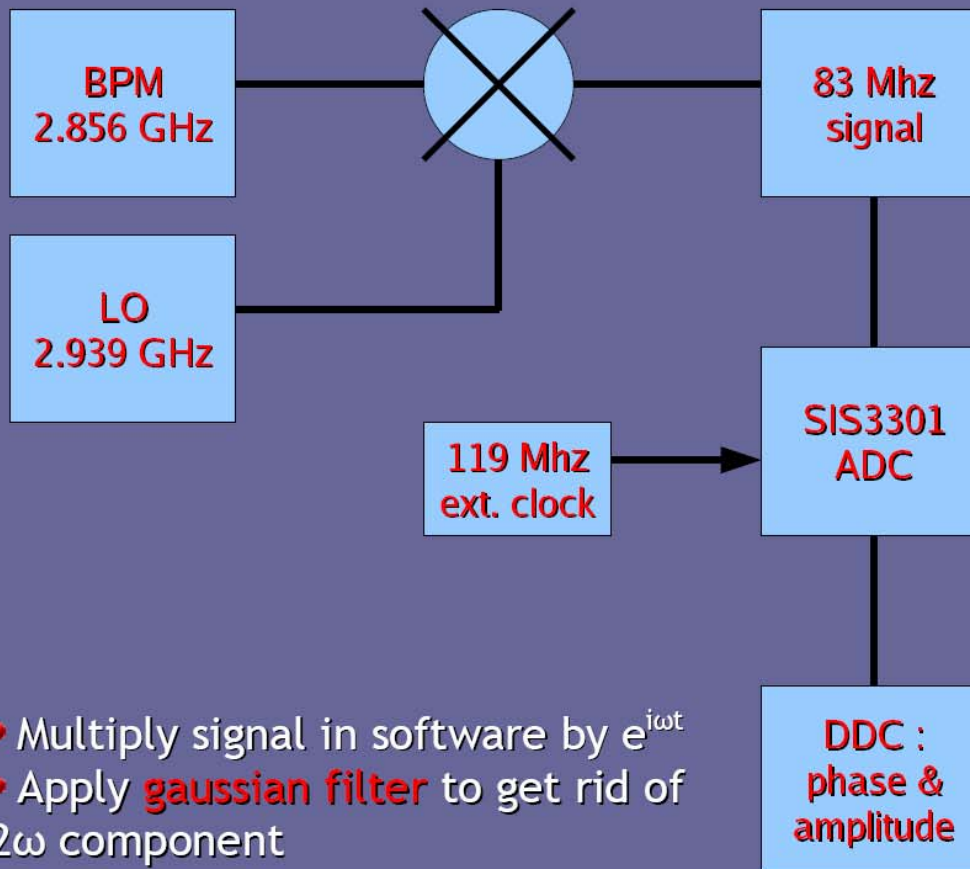 BPM
2.856 GHz
83 Mhz
signal
LO
2.939 GHz
119 Mhz
ext. clock
SIS3301
ADC
• Multiply signal in software by e^jωt
• Apply gaussian filter to get rid of
2ω component
DDC :
phase &
amplitude